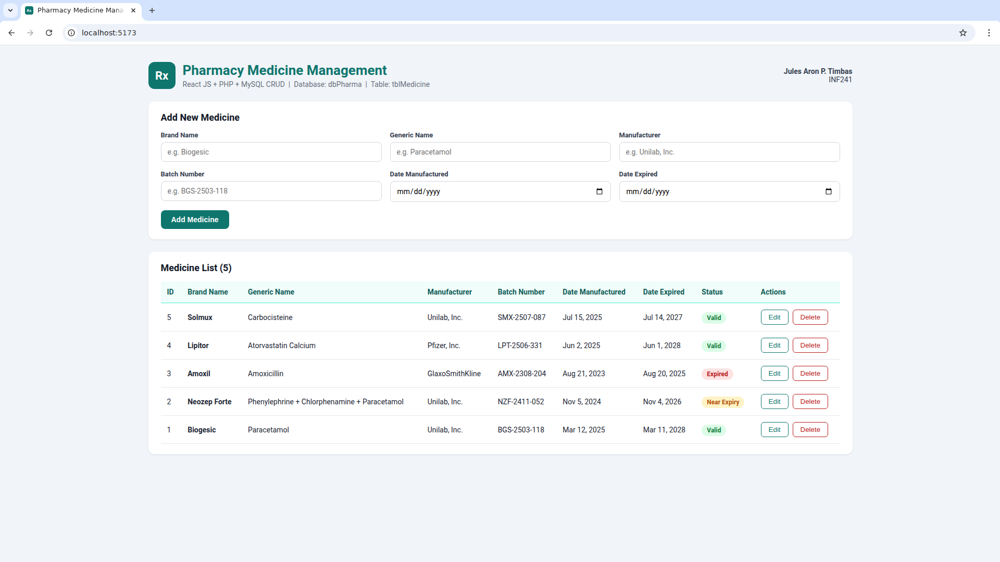 Rx Pharmacy Medicine Mana
localhost:5173
Rx
Pharmacy Medicine Management
React JS + PHP + MySQL CRUD | Database: dbPharma | Table: tblMedicine
Jules Aron P. Timbas
INF241
Add New Medicine
Brand Name Generic Name Manufacturer
e.g. Biogesic e.g. Paracetamol e.g. Unilab, Inc.
Batch Number Date Manufactured Date Expired
e.g. BGS-2503-118 mm/dd/yyyy mm/dd/yyyy
Add Medicine
Medicine List (5)
ID Brand Name Generic Name Manufacturer Batch Number Date Manufactured Date Expired Status Actions
5 Solmux Carbocisteine Unilab, Inc. SMX-2507-087 Jul 15, 2025 Jul 14, 2027 Valid Edit Delete
4 Lipitor Atorvastatin Calcium Pfizer, Inc. LPT-2506-331 Jun 2, 2025 Jun 1, 2028 Valid Edit Delete
3 Amoxil Amoxicillin GlaxoSmithKline AMX-2308-204 Aug 21, 2023 Aug 20, 2025 Expired Edit Delete
2 Neozep Forte Phenylephrine + Chlorphenamine + Paracetamol Unilab, Inc. NZF-2411-052 Nov 5, 2024 Nov 4, 2026 Near Expiry Edit Delete
1 Biogesic Paracetamol Unilab, Inc. BGS-2503-118 Mar 12, 2025 Mar 11, 2028 Valid Edit Delete